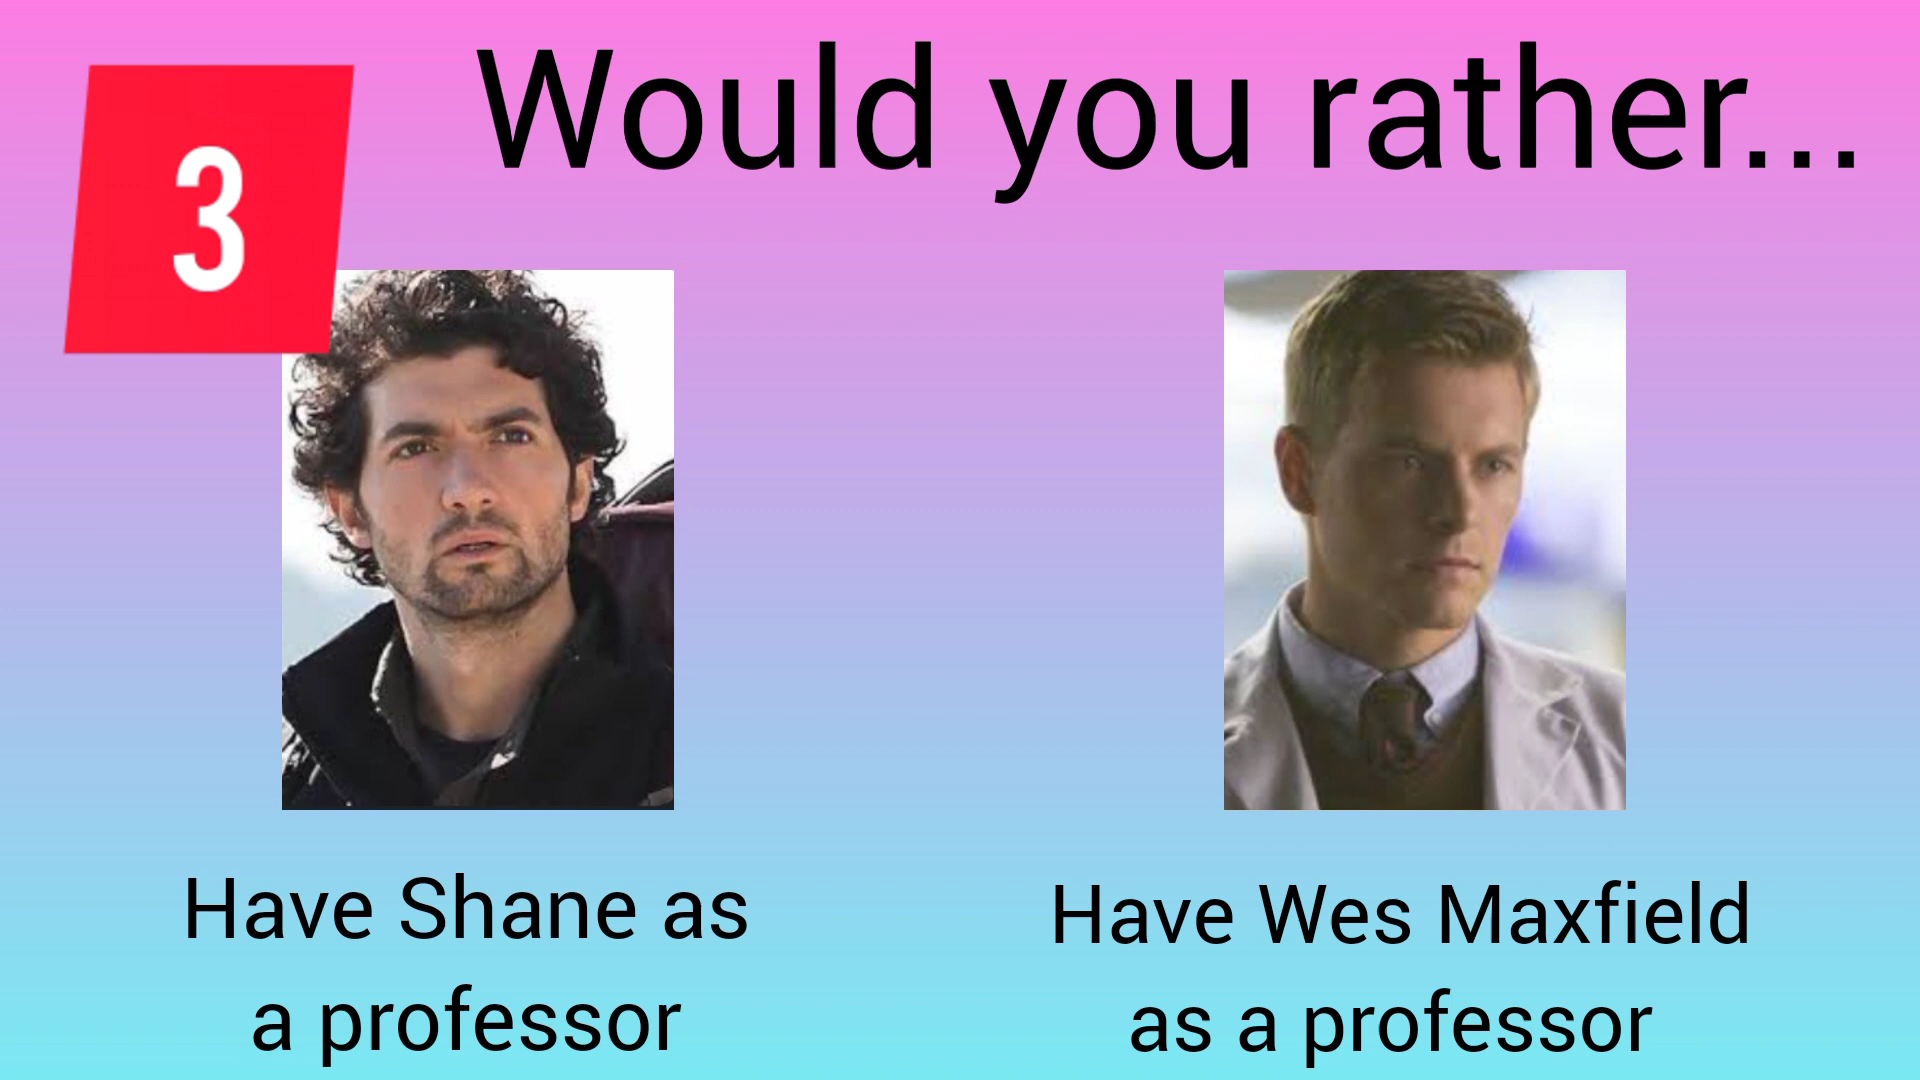 3
Would you rather...
Have Shane as
a professor
Have Wes Maxfield
as a professor